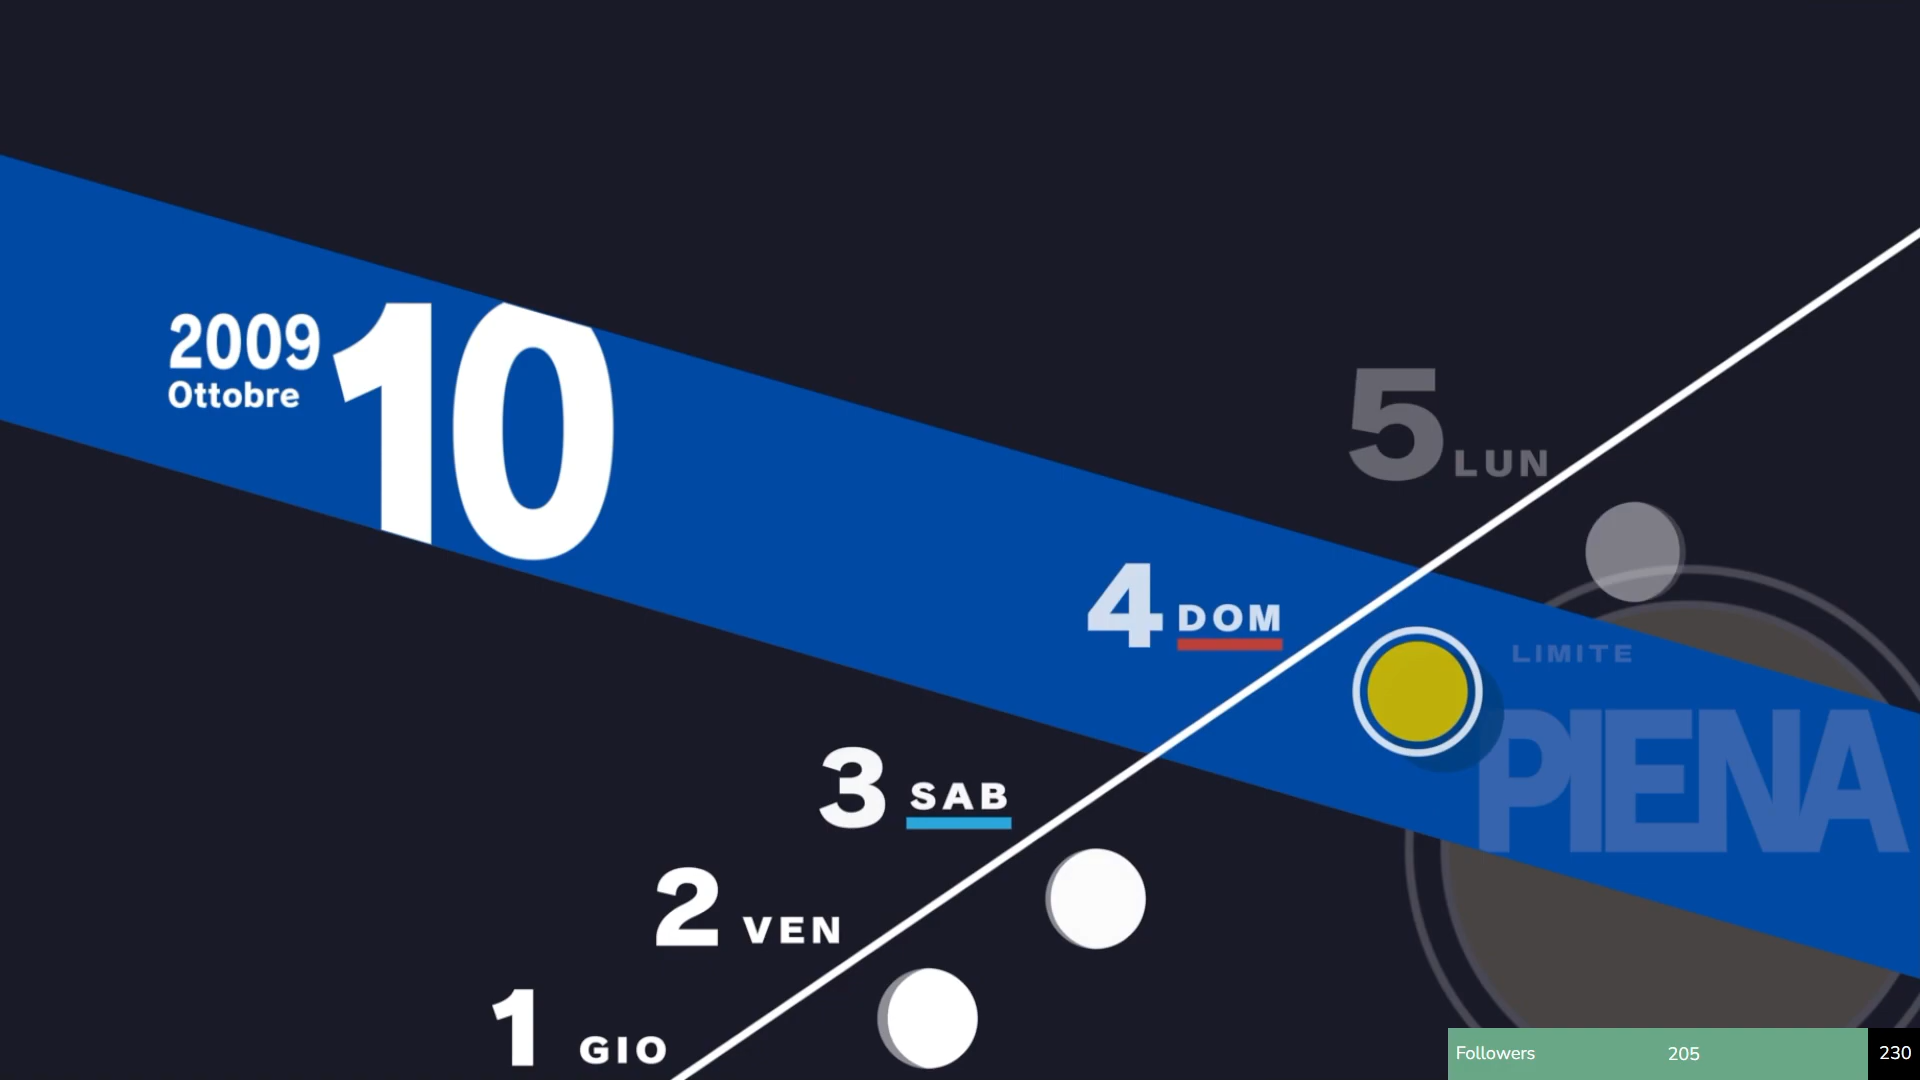 2009
Ottobre
10
5 LUN
4 DOM
LIMITE
PIENA
3 SAB
2 VEN
1 GIO
Followers 205 230